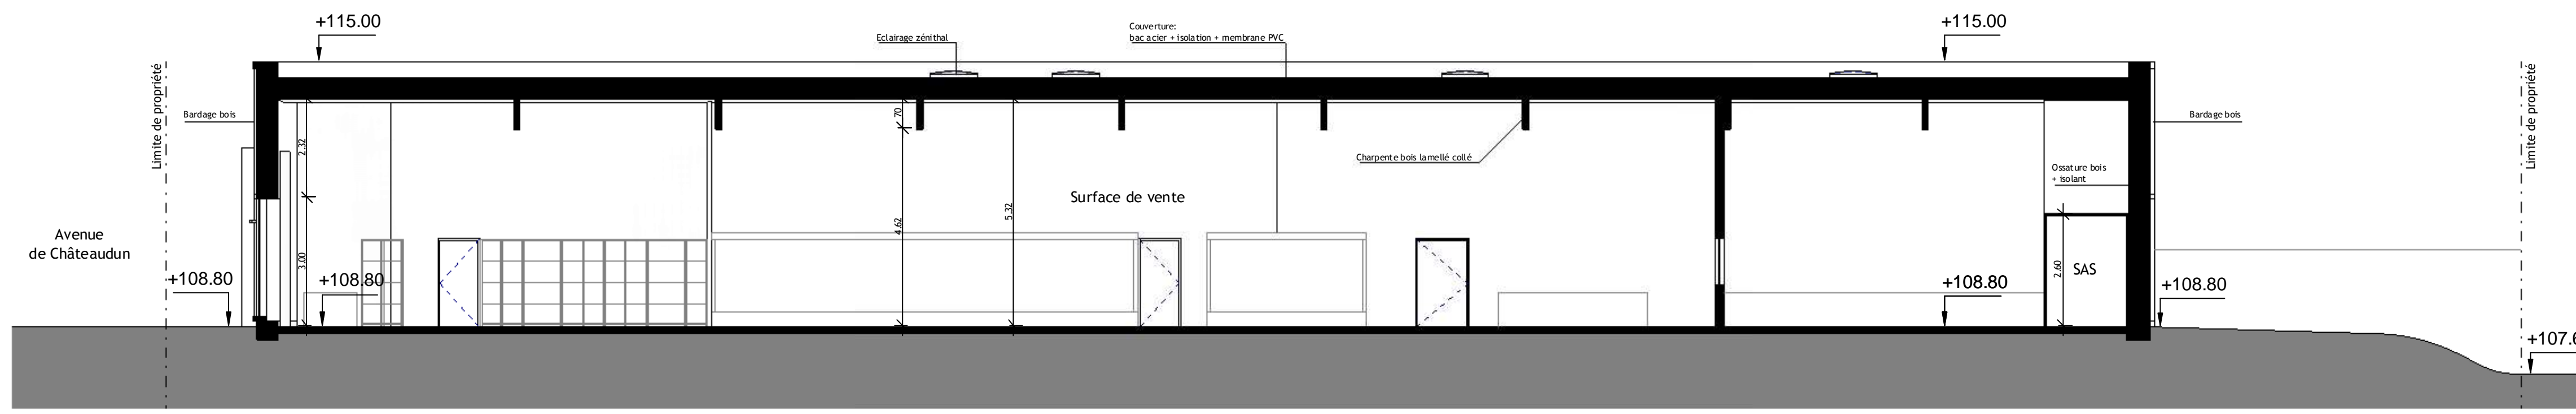 +115.00
+115.00
Couverture:
bac acier + isolation + membrane PVC
Eclairage zénithal
Limite de propriété
Limite de propriété
Bardage bois
Bardage bois
70
2.32
Charpente bois lamellé collé
Ossature bois
+ isolant
Surface de vente
4.62
5.32
Avenue
de Châteaudun
3.00
2.60
SAS
+108.80
+108.80
+108.80
+108.80